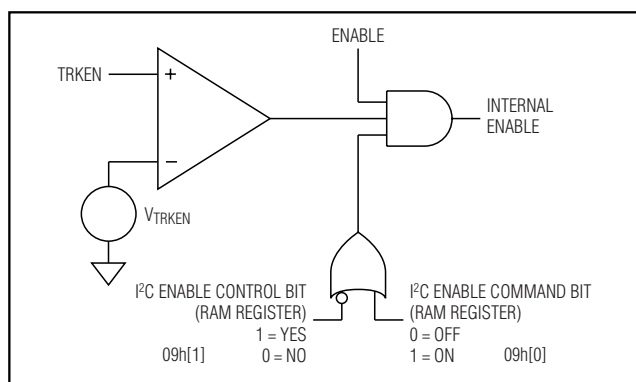 ENABLE
TRKEN
+
INTERNAL
ENABLE
−
VTRKEN
I²C ENABLE CONTROL BIT
(RAM REGISTER)
1 = YES
09h[1] 0 = NO
I²C ENABLE COMMAND BIT
(RAM REGISTER)
0 = OFF
1 = ON 09h[0]